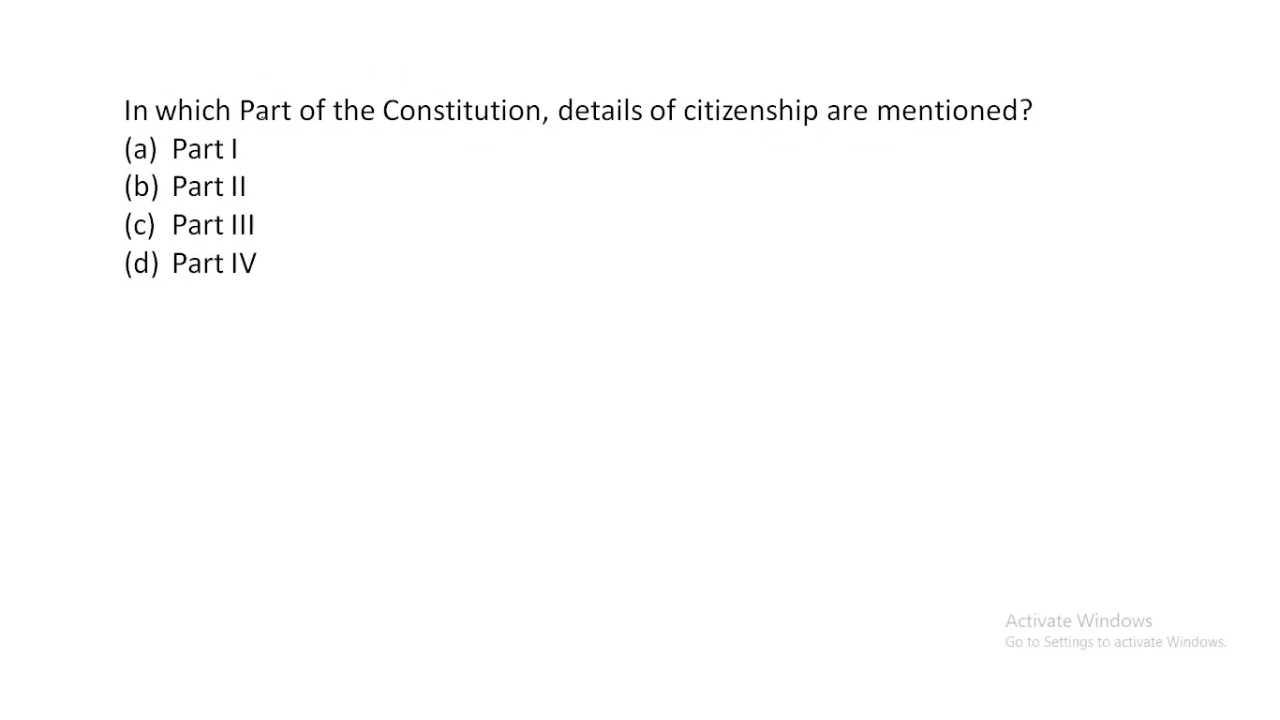 In which Part of the Constitution, details of citizenship are mentioned?
(a) Part I
(b) Part II
(c) Part III
(d) Part IV
Activate Windows
Go to Settings to activate Windows.